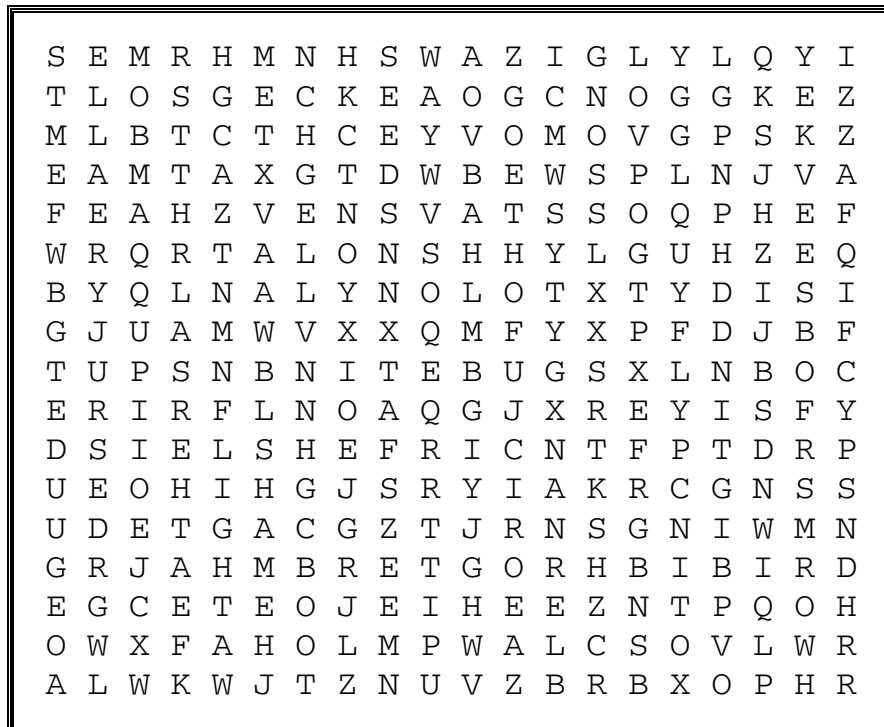 S E M R H M N H S W A Z I G L Y L Q Y I
T L O S G E C K E A O G C N O G G K E Z
M L B T C T H C E Y V O M O V G P S K Z
E A M T A X G T D W B E W S P L N J V A
F E A H Z V E N S V A T S S O Q P H E F
W R Q R T A L O N S H H Y L G U H Z E Q
B Y Q L N A L Y N O L O T X T Y D I S I
G J U A M W V X X Q M F Y X P F D J B F
T U P S N B N I T E B U G S X L N B O C
E R I R F L N O A Q G J X R E Y I S F Y
D S I E L S H E F R I C N T F P T D R P
U E O H I H G J S R Y I A K R C G N S S
U D E T G A C G Z T J R N S G N I W M N
G R J A H M B R E T G O R H B I B I R D
E G C E T E O J E I H E E Z N T P Q O H
O W X F A H O L M P W A L C S O V L W R
A L W K W J T Z N U V Z B R B X O P H R